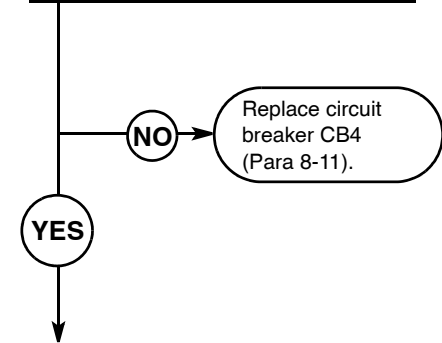 NO
Replace circuit
breaker CB4
(Para 8-11).
YES